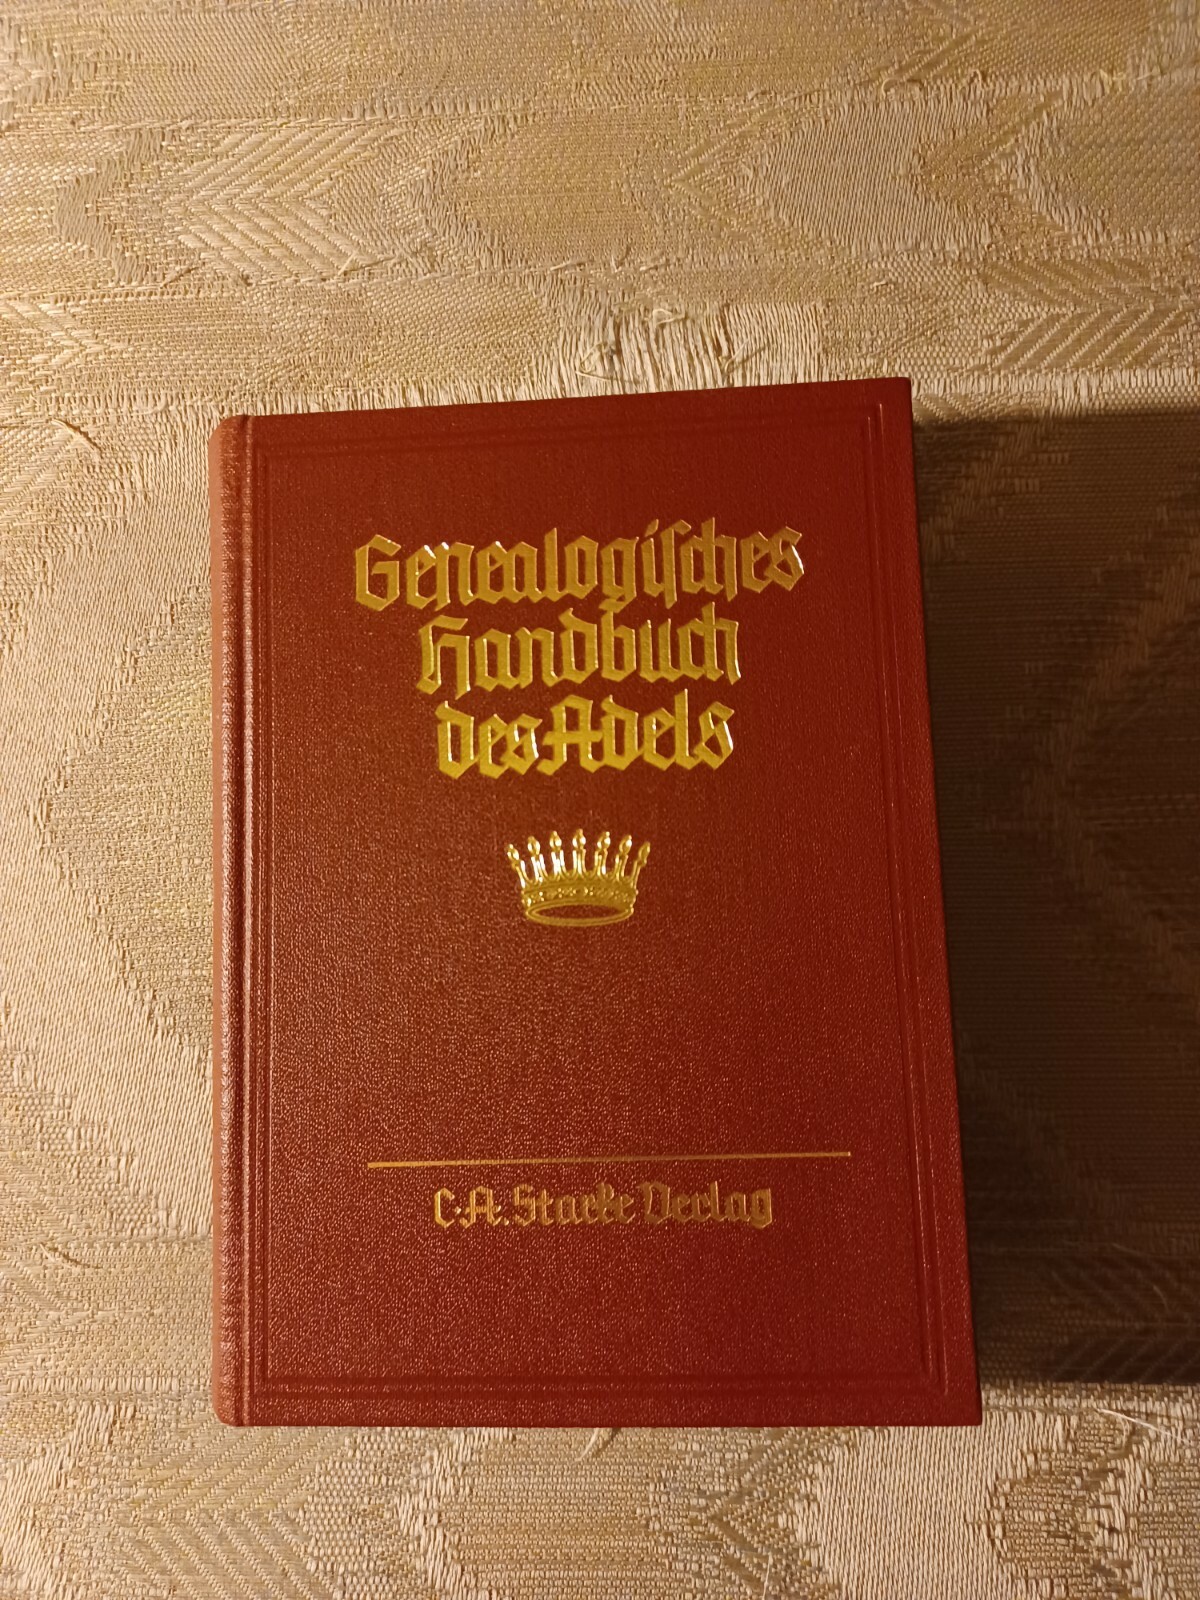 Genealogiſches
Handbuch
des Adels
C. A. Starke Verlag